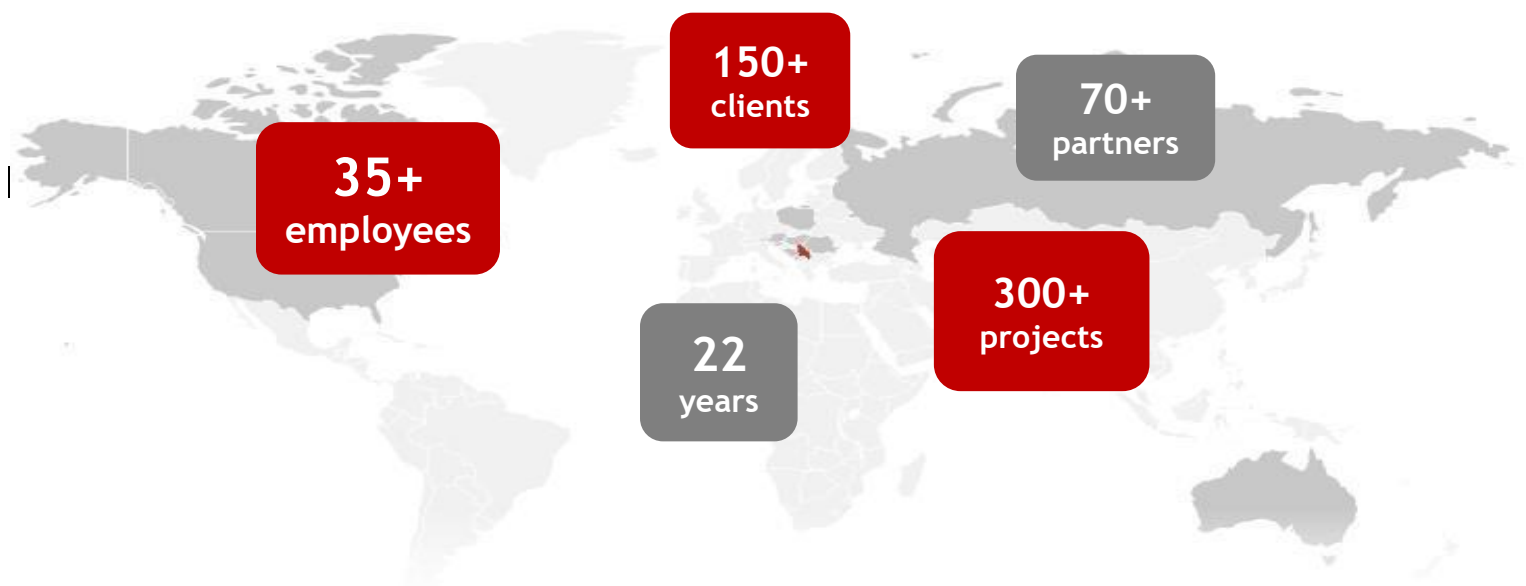 150+
clients
70+
partners
35+
employees
300+
projects
22
years